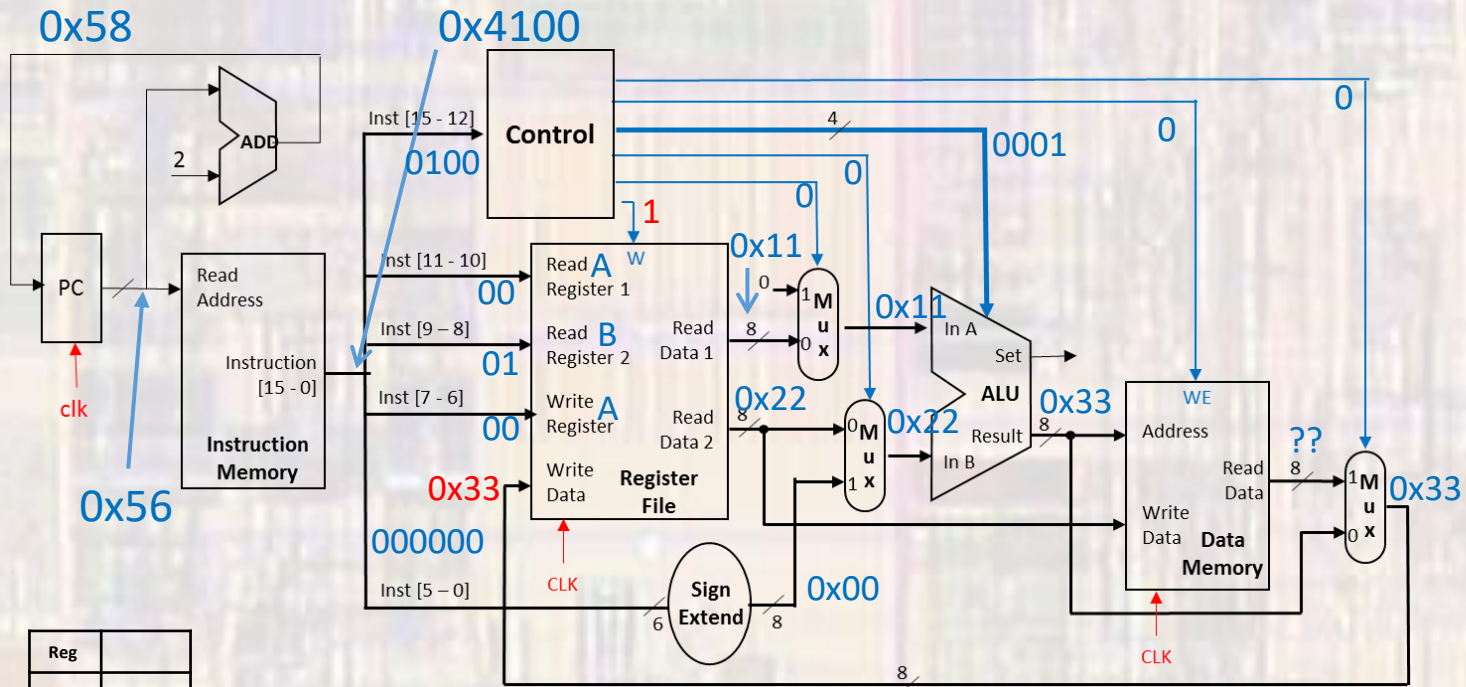 0x58
0x4100
ADD
2
Inst [15 - 12]
0100
Control
4
0001
0
0
0
0
1
PC
clk
0x56
Read
Address
Instruction
[15 - 0]
Instruction
Memory
Inst [11 - 10]
00
Inst [9 – 8]
01
Inst [7 - 6]
00
0x33
000000
Inst [5 – 0]
W
Read A
Register 1
Read B
Register 2
Write A
Register
Write
Data
Read
Data 1
Read
Data 2
Register
File
CLK
0x11
8
0x22
8
0
1
M
u
x
0
0x11
0
M
u
x
1
0x22
6
Sign
Extend
8
0x00
In A
Set
ALU
Result
In B
0x33
8
WE
Address
Read
Data
Write
Data
Data
Memory
CLK
??
8
1
M
u
x
0
0x33
8
Reg